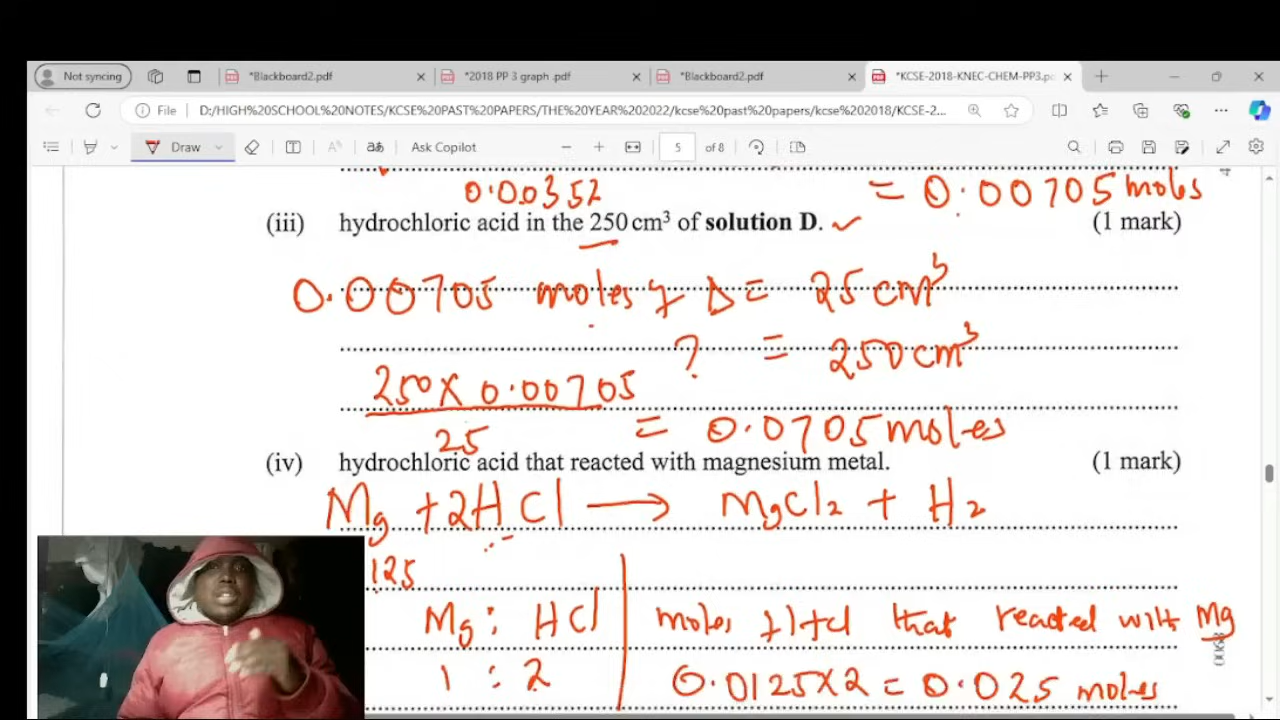 Not syncing
*Blackboard2.pdf
*2018 PP 3 graph .pdf
*Blackboard2.pdf
*KCSE-2018-KNEC-CHEM-PP3.p
File
D:/HIGH%20SCHOOL%20NOTES/KCSE%20PAST%20PAPERS/THE%20YEAR%202022/kcse%20past%20papers/kcse%202018/KCSE-2...
Draw
Ask Copilot
5 of 8
0.00352 = 0.00705 moles
(iii) hydrochloric acid in the 250 cm³ of solution D. (1 mark)
0.00705 moles of D = 25 cm³
? = 250 cm³
250 x 0.00705
25 = 0.0705 moles
(iv) hydrochloric acid that reacted with magnesium metal. (1 mark)
Mg + 2HCl → MgCl₂ + H₂
125
Mg : HCl moles of HCl that reacted with Mg
1 : 2 0.0125 x 2 = 0.025 moles